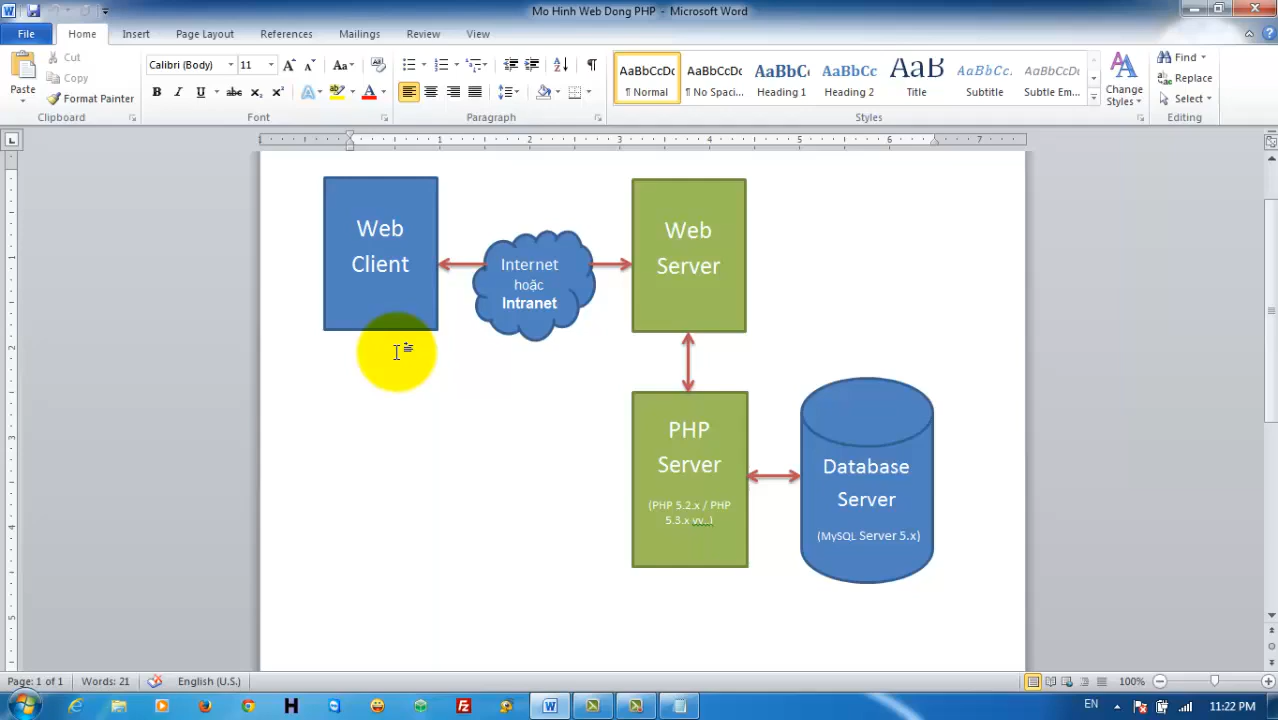 Mo Hinh Web Dong PHP - Microsoft Word
File Home Insert Page Layout References Mailings Review View
Paste
Cut
Copy
Format Painter
Clipboard
Calibri (Body) 11
Font
Paragraph
AaBbCcDc AaBbCcDc AaBbC AaBbCc AaB AaBbCcD AaBbCcDc
¶ Normal ¶ No Spaci... Heading 1 Heading 2 Title Subtitle Subtle Em...
Change
Styles
Styles
Find
Replace
Select
Editing
Web
Client
Internet
hoặc
Intranet
Web
Server
PHP
Server
(PHP 5.2.x / PHP
5.3.x vv..)
Database
Server
(MySQL Server 5.x)
Page: 1 of 1 Words: 21 English (U.S.) 100%
EN 11:22 PM